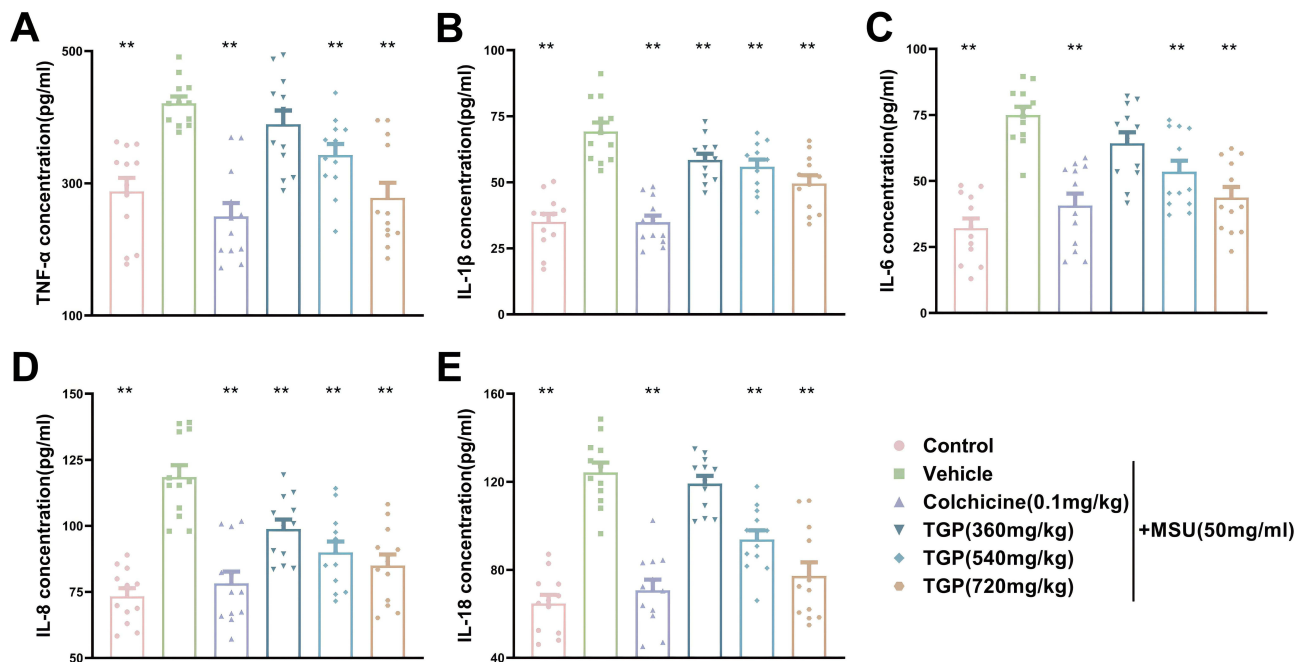 A
TNF-α concentration(pg/ml)
500
300
100
** ** ** **
B
IL-1β concentration(pg/ml)
100
75
50
25
0
** ** ** ** **
C
IL-6 concentration(pg/ml)
100
75
50
25
0
** ** ** **
D
IL-8 concentration(pg/ml)
150
125
100
75
50
** ** ** ** **
E
IL-18 concentration(pg/ml)
160
120
80
40
** ** ** **
Control
Vehicle
Colchicine(0.1mg/kg)
TGP(360mg/kg)
TGP(540mg/kg)
TGP(720mg/kg)
+MSU(50mg/ml)